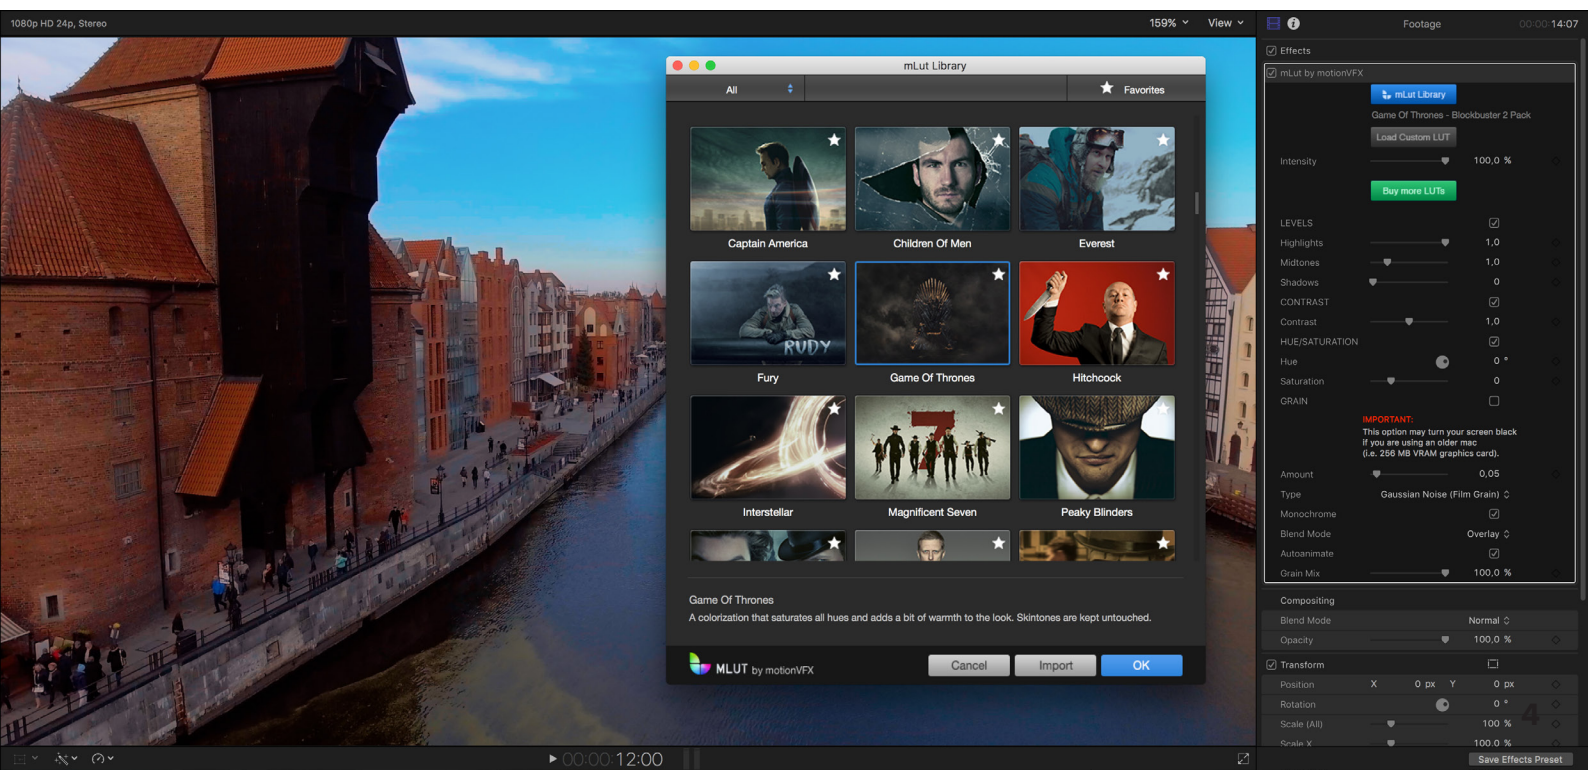 1080p HD 24p, Stereo
159%
View
mLut Library
All
Favorites
Captain America
Children Of Men
Everest
RUDY
Fury
Game Of Thrones
Hitchcock
7
Interstellar
Magnificent Seven
Peaky Blinders
Game Of Thrones
A colorization that saturates all hues and adds a bit of warmth to the look. Skintones are kept untouched.
MLUT by motionVFX
Cancel
Import
OK
00:00:12:00
Footage
00:00:14:07
Effects
mLut by motionVFX
mLut Library
Game Of Thrones - Blockbuster 2 Pack
Load Custom LUT
Intensity 100,0 %
Buy more LUTs
LEVELS
Highlights 1,0
Midtones 1,0
Shadows 0
CONTRAST
Contrast 1,0
HUE/SATURATION
Hue 0 °
Saturation 0
GRAIN
IMPORTANT:
This option may turn your screen black
if you are using an older mac
(i.e. 256 MB VRAM graphics card).
Amount 0,05
Type Gaussian Noise (Film Grain)
Monochrome
Blend Mode Overlay
Autoanimate
Grain Mix 100,0 %
Compositing
Blend Mode Normal
Opacity 100,0 %
Transform
Position X 0 px Y 0 px
Rotation 0 °
Scale (All) 100 %
4
Scale X 100,0 %
Save Effects Preset